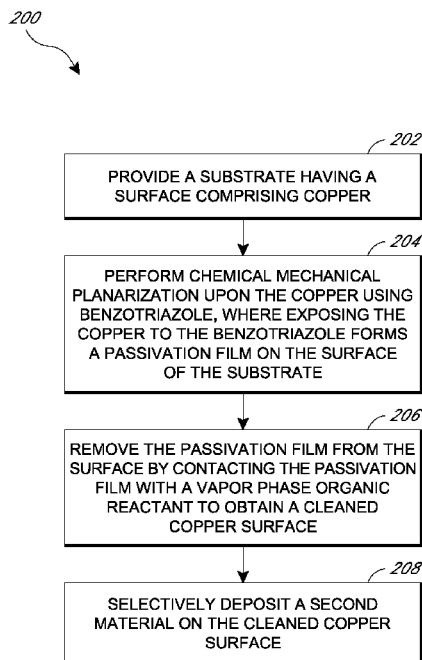 200
202
PROVIDE A SUBSTRATE HAVING A
SURFACE COMPRISING COPPER
204
PERFORM CHEMICAL MECHANICAL
PLANARIZATION UPON THE COPPER USING
BENZOTRIAZOLE, WHERE EXPOSING THE
COPPER TO THE BENZOTRIAZOLE FORMS
A PASSIVATION FILM ON THE SURFACE
OF THE SUBSTRATE
206
REMOVE THE PASSIVATION FILM FROM THE
SURFACE BY CONTACTING THE PASSIVATION
FILM WITH A VAPOR PHASE ORGANIC
REACTANT TO OBTAIN A CLEANED
COPPER SURFACE
208
SELECTIVELY DEPOSIT A SECOND
MATERIAL ON THE CLEANED COPPER
SURFACE